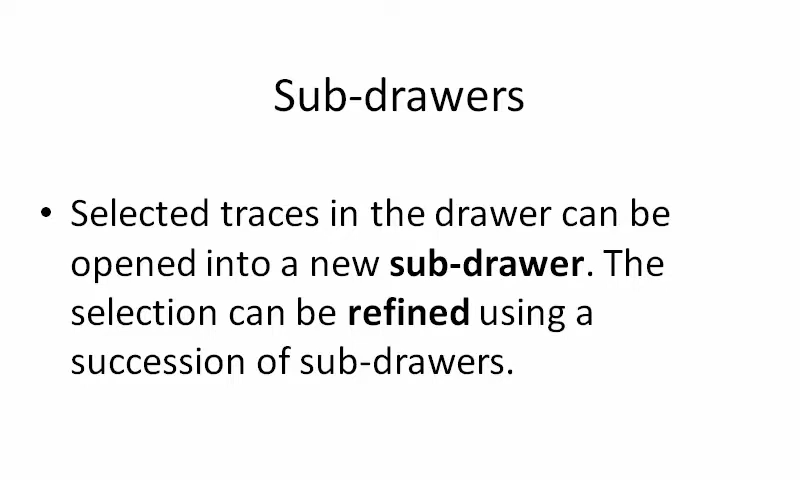 Sub-drawers
• Selected traces in the drawer can be
opened into a new sub-drawer. The
selection can be refined using a
succession of sub-drawers.